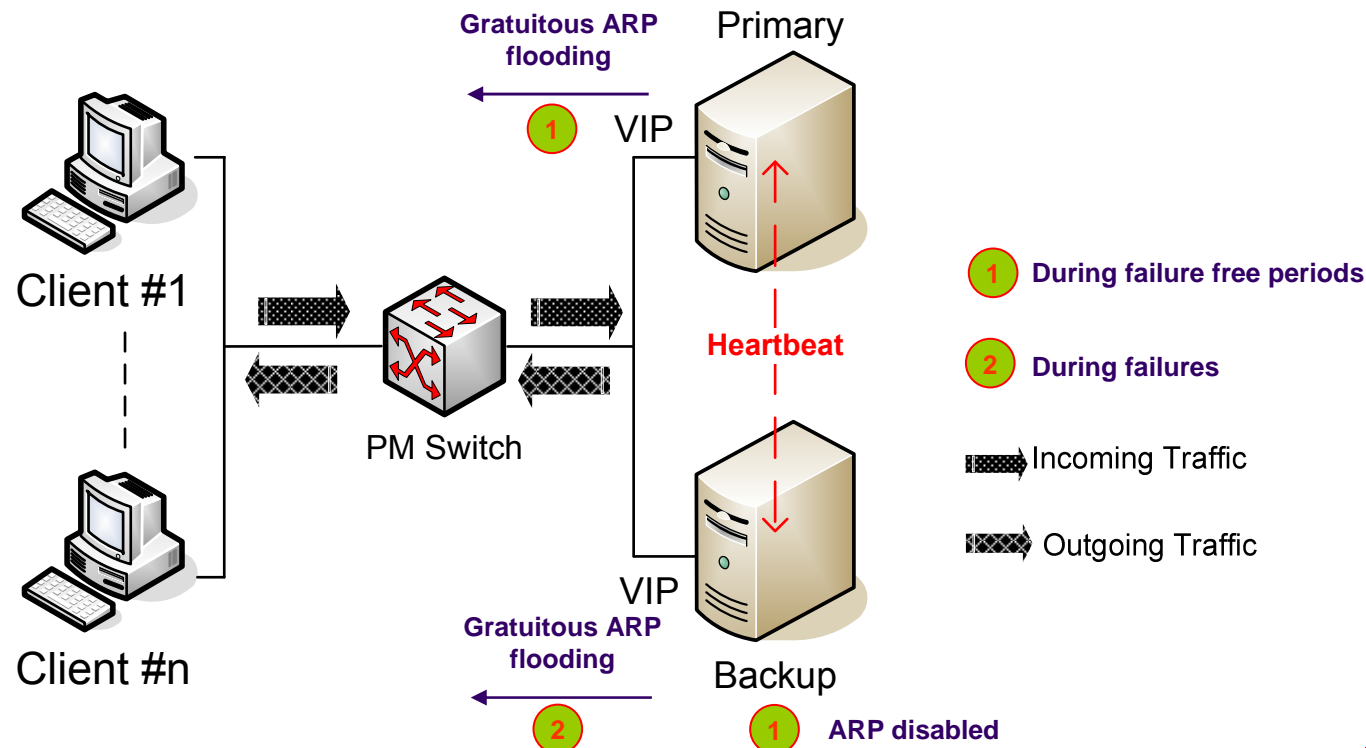 Gratuitous ARP
flooding
1
Primary
VIP
Client #1
PM Switch
Heartbeat
1 During failure free periods
2 During failures
Incoming Traffic
Outgoing Traffic
Client #n
VIP
Gratuitous ARP
flooding
2
Backup
1 ARP disabled